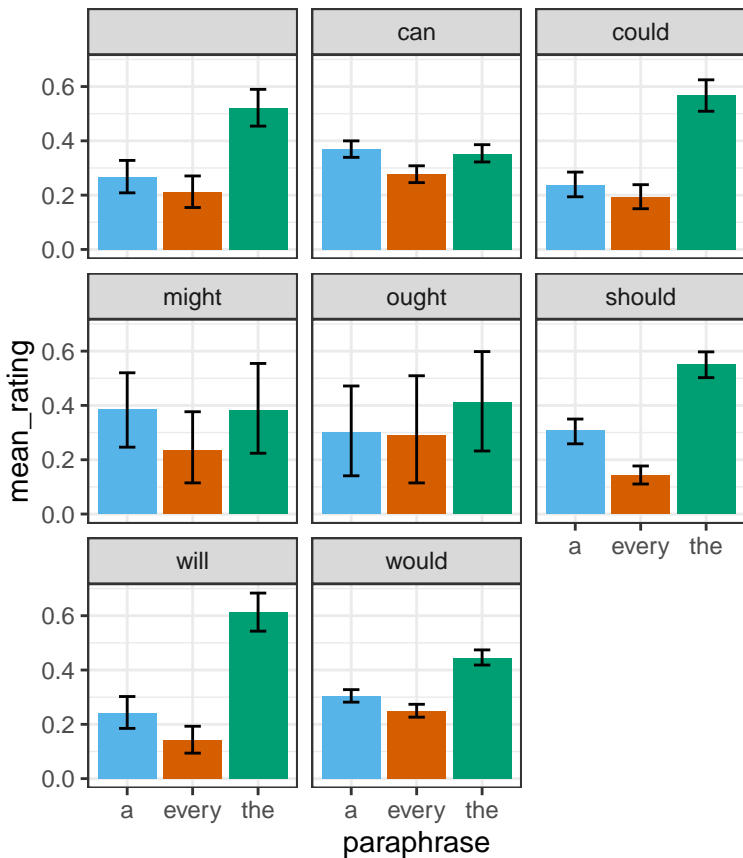 can could
0.6
0.4
0.2
0.0
might ought should
0.6
0.4
0.2
0.0
a every the
will would
0.6
0.4
0.2
0.0
a every the a every the
paraphrase
mean_rating